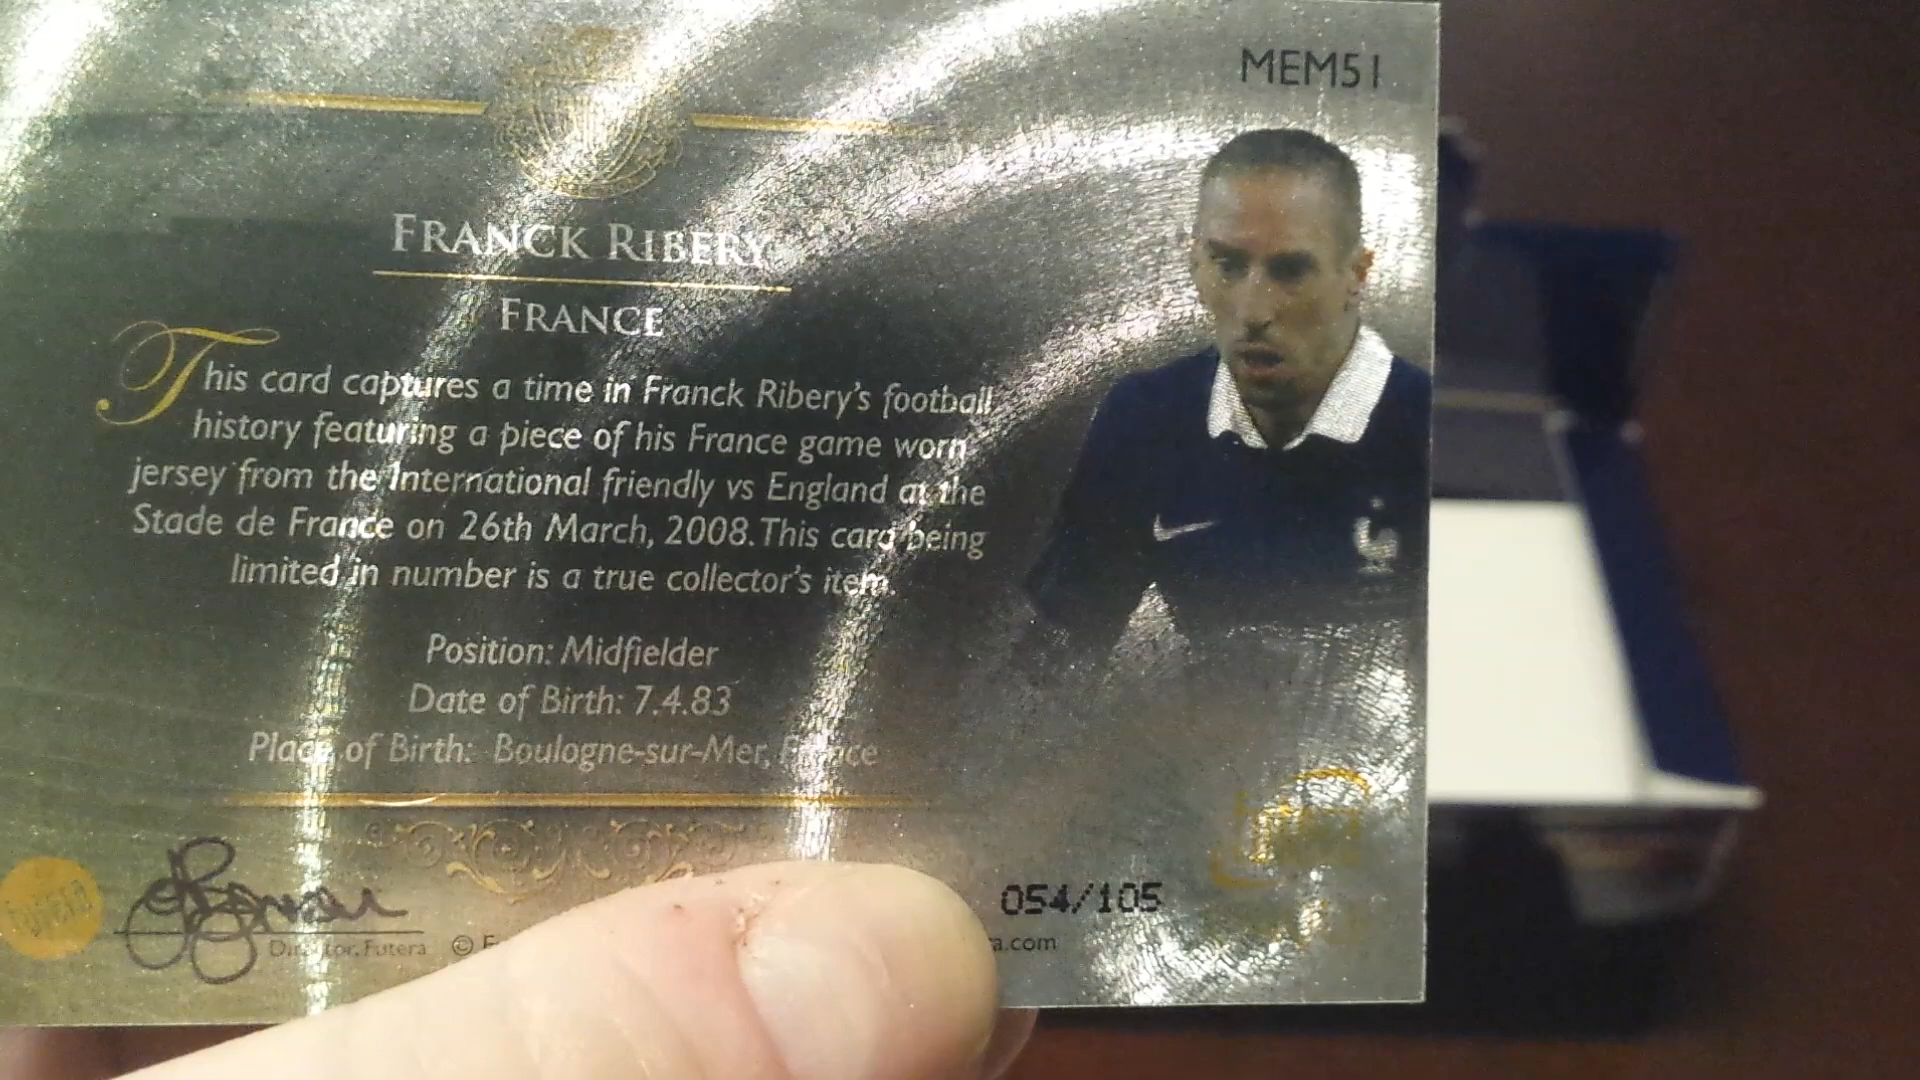 MEM51
FRANCK RIBERY
FRANCE
This card captures a time in Franck Ribery's football
history featuring a piece of his France game worn
jersey from the International friendly vs England at the
Stade de France on 26th March, 2008. This card being
limited in number is a true collector's item.
Position: Midfielder
Date of Birth: 7.4.83
Place of Birth: Boulogne-sur-Mer, France
futera
054/105
Director, Futera ©
a.com